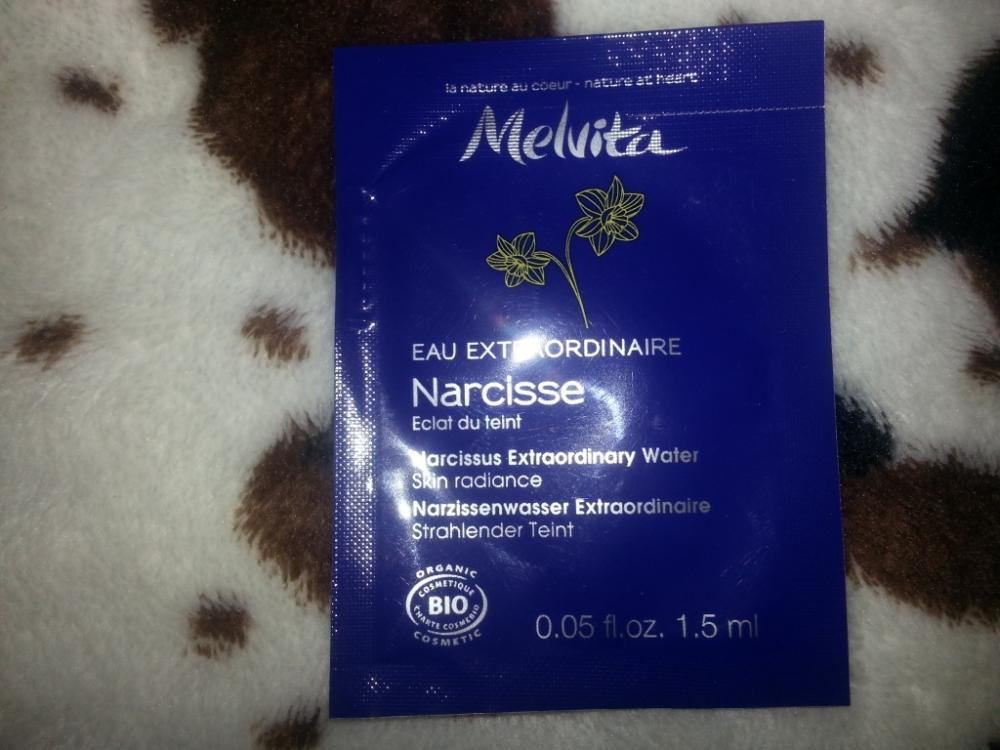 la nature au coeur - nature at heart
Melvita
EAU EXTRAORDINAIRE
Narcisse
Eclat du teint
Narcissus Extraordinary Water
Skin radiance
Narzissenwasser Extraordinaire
Strahlender Teint
ORGANIC
COSMETIQUE
BIO
CHARTE COSMEBIO
COSMETIC
0.05 fl.oz. 1.5 ml